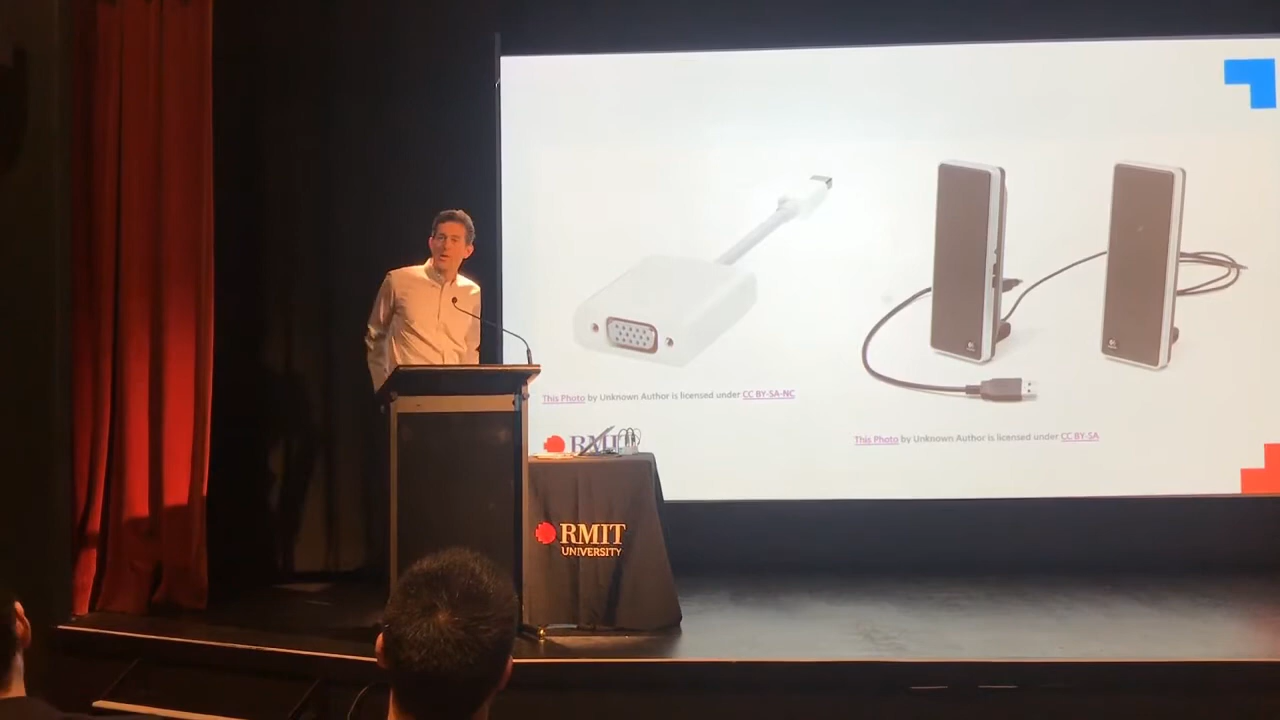 This Photo by Unknown Author is licensed under CC BY-SA-NC
This Photo by Unknown Author is licensed under CC BY-SA
RMIT
RMIT
UNIVERSITY